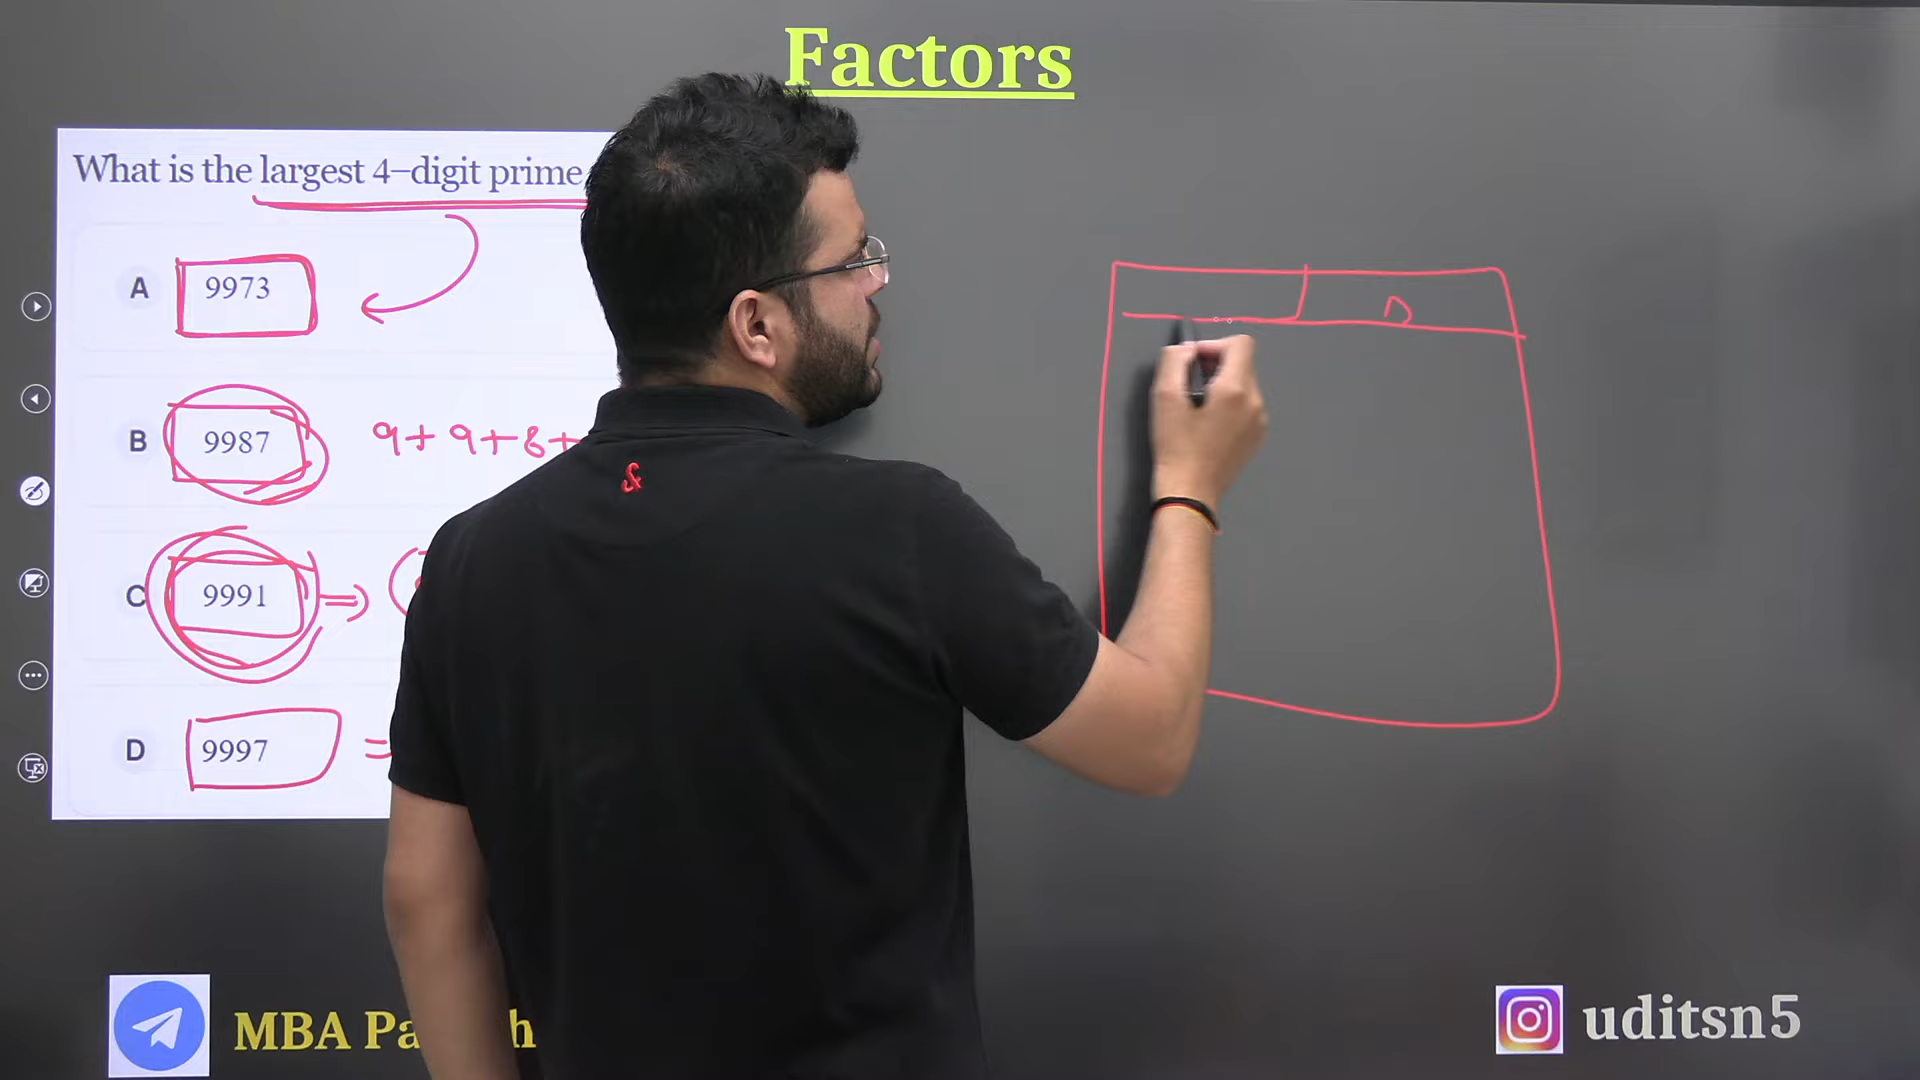 Factors
What is the largest 4–digit prime
A 9973
B 9987 9+9+8+
C 9991 ⇒ (
D 9997 =
D
MBA Pa h
uditsn5